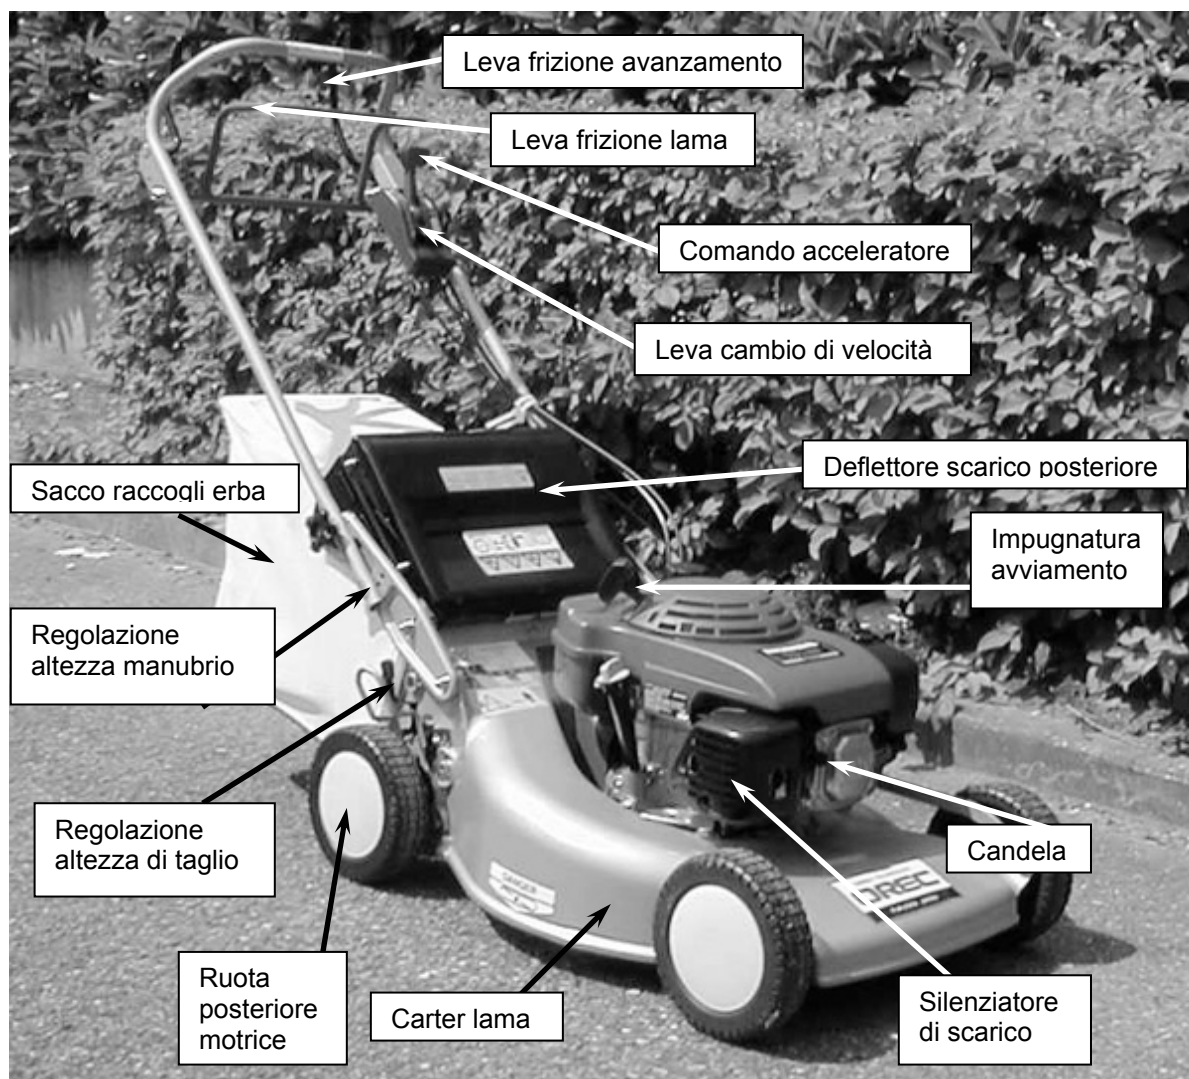 Leva frizione avanzamento
Leva frizione lama
Comando acceleratore
Leva cambio di velocità
Deflettore scarico posteriore
Sacco raccogli erba
Impugnatura
avviamento
Regolazione
altezza manubrio
Regolazione
altezza di taglio
Candela
DANGER
OREC
Ruota
posteriore
motrice
Carter lama
Silenziatore
di scarico